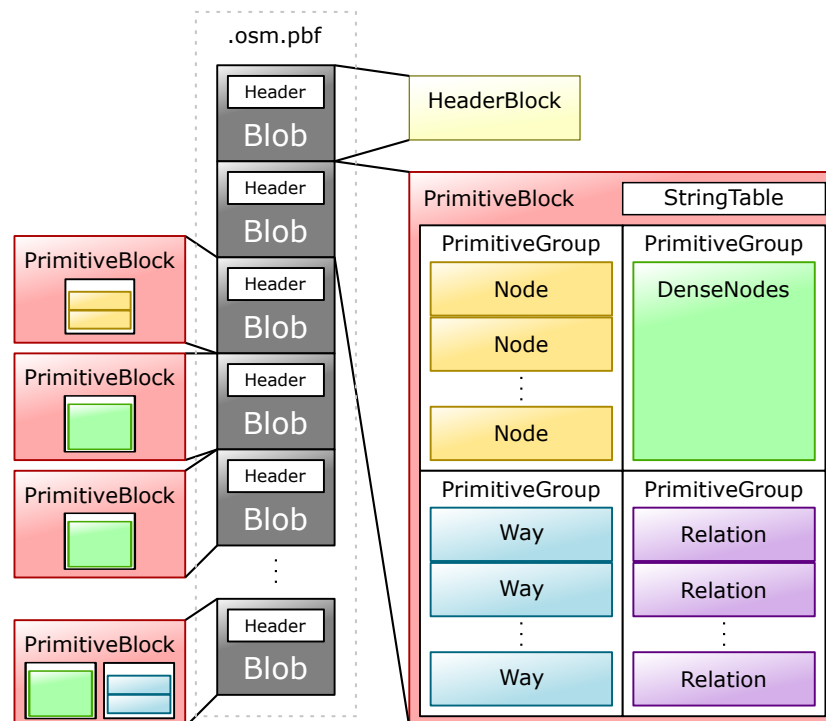 .osm.pbf
Header
Blob
HeaderBlock
Header
Blob
PrimitiveBlock
StringTable
PrimitiveGroup
Node
Node
⋮
Node
PrimitiveGroup
DenseNodes
PrimitiveGroup
Way
Way
⋮
Way
PrimitiveGroup
Relation
Relation
⋮
Relation
PrimitiveBlock
Header
Blob
PrimitiveBlock
Header
Blob
PrimitiveBlock
Header
Blob
⋮
PrimitiveBlock
Header
Blob